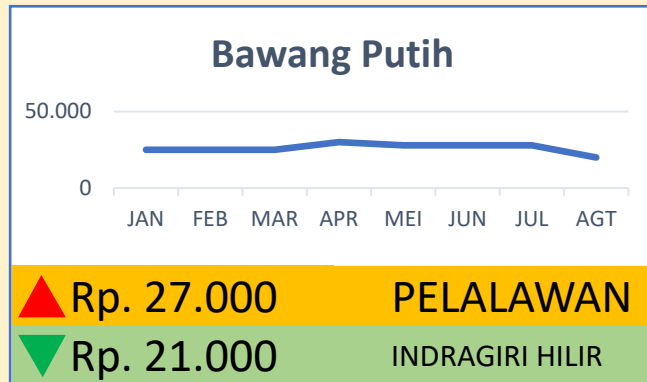 Bawang Putih
50.000
0
JAN FEB MAR APR MEI JUN JUL AGT
Rp. 27.000 PELALAWAN
Rp. 21.000 INDRAGIRI HILIR